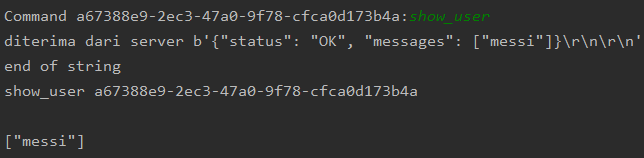 Command a67388e9-2ec3-47a0-9f78-cfca0d173b4a:show_user
diterima dari server b'{"status": "OK", "messages": ["messi"]}\r\n\r\n'
end of string
show_user a67388e9-2ec3-47a0-9f78-cfca0d173b4a
["messi"]